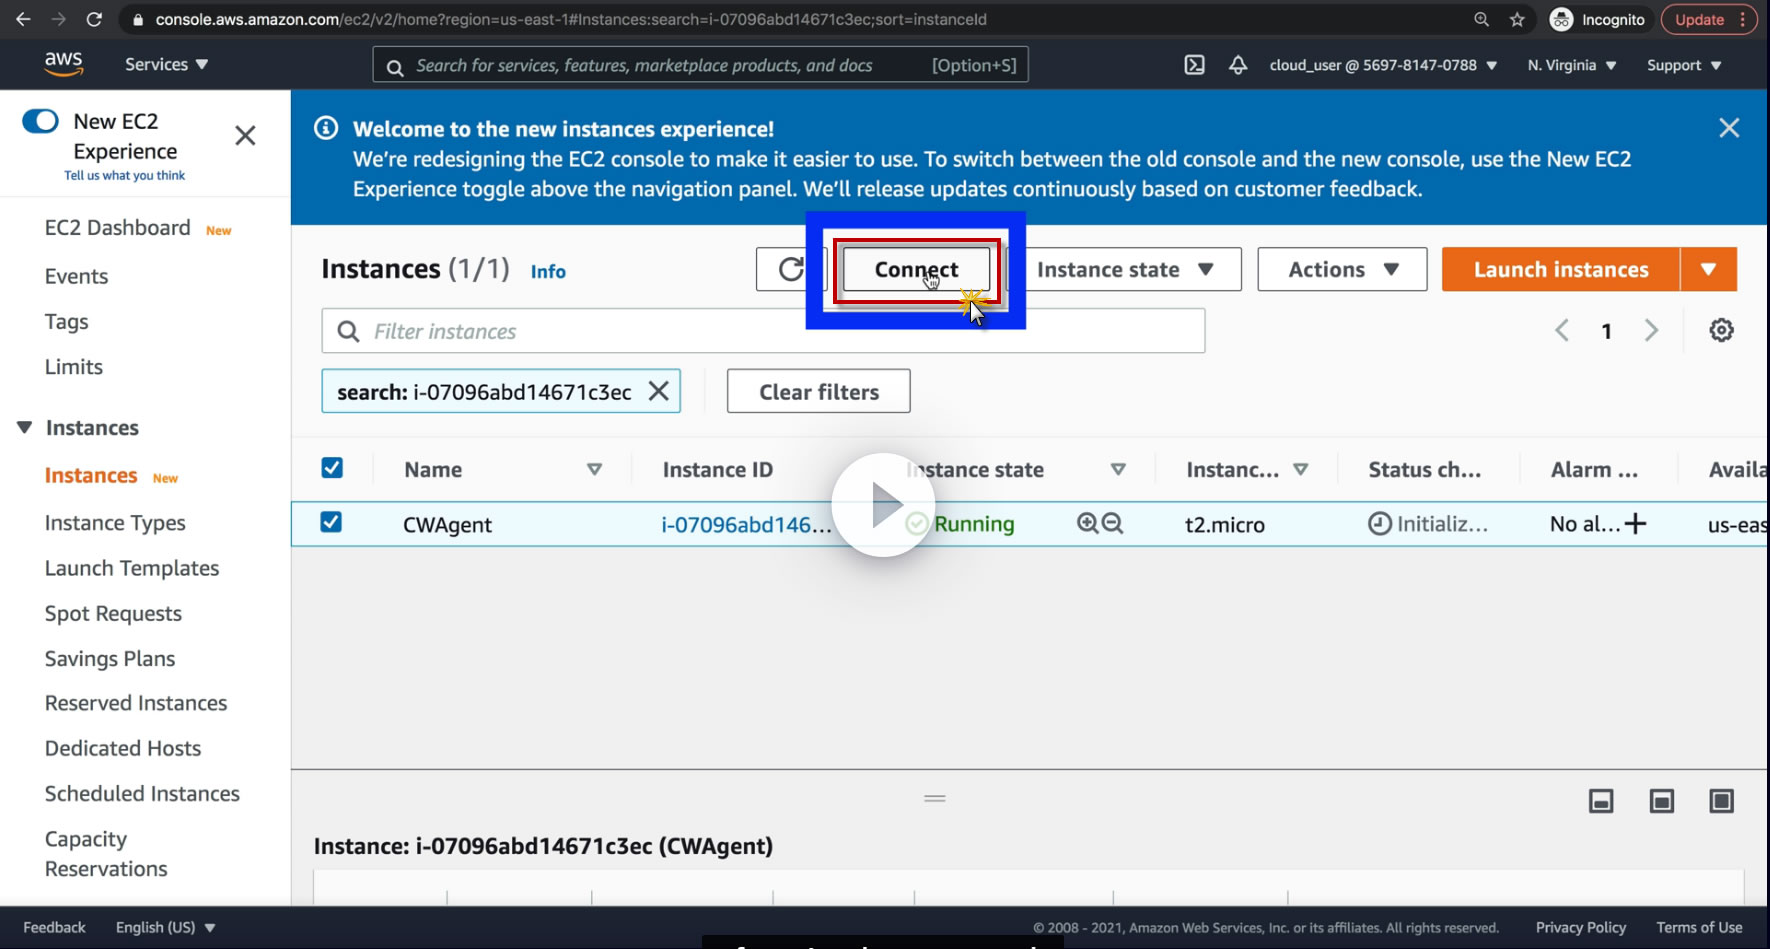 console.aws.amazon.com/ec2/v2/home?region=us-east-1#Instances:search=i-07096abd14671c3ec;sort=instanceId
Incognito
Update
aws
Services
Search for services, features, marketplace products, and docs
[Option+S]
cloud_user @ 5697-8147-0788
N. Virginia
Support
New EC2
Experience
Tell us what you think
Welcome to the new instances experience!
We're redesigning the EC2 console to make it easier to use. To switch between the old console and the new console, use the New EC2
Experience toggle above the navigation panel. We'll release updates continuously based on customer feedback.
EC2 Dashboard New
Events
Tags
Limits
Instances
Instances New
Instance Types
Launch Templates
Spot Requests
Savings Plans
Reserved Instances
Dedicated Hosts
Scheduled Instances
Capacity
Reservations
Instances (1/1) Info
Connect
Instance state
Actions
Launch instances
Filter instances
1
search: i-07096abd14671c3ec
Clear filters
Name
Instance ID
Instance state
Instanc...
Status ch...
Alarm ...
Availa
CWAgent
i-07096abd146...
Running
t2.micro
Initializ...
No al...
us-eas
Instance: i-07096abd14671c3ec (CWAgent)
Feedback
English (US)
© 2008 - 2021, Amazon Web Services, Inc. or its affiliates. All rights reserved.
Privacy Policy
Terms of Use